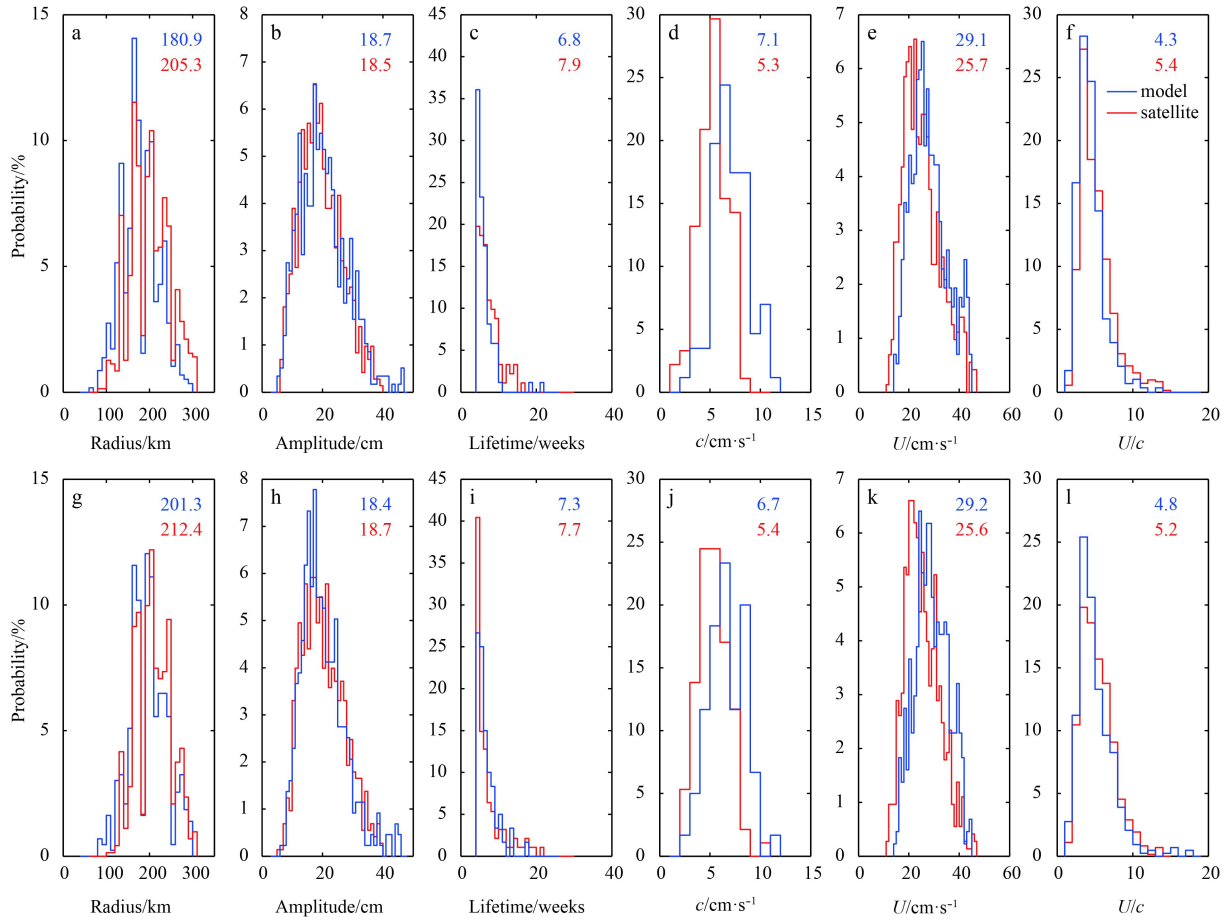 a
180.9
205.3
15
10
5
0
Probability/%
0 100 200 300
Radius/km
b
18.7
18.5
8
7
6
5
4
3
2
1
0
0 20 40
Amplitude/cm
c
6.8
7.9
45
40
35
30
25
20
15
10
5
0
0 20 40
Lifetime/weeks
d
7.1
5.3
30
25
20
15
10
5
0
0 5 10 15
c/cm·s⁻¹
e
29.1
25.7
7
6
5
4
3
2
1
0
0 20 40 60
U/cm·s⁻¹
f
4.3
5.4
model
satellite
30
25
20
15
10
5
0
0 10 20
U/c
g
201.3
212.4
15
10
5
0
Probability/%
0 100 200 300
Radius/km
h
18.4
18.7
8
7
6
5
4
3
2
1
0
0 20 40
Amplitude/cm
i
7.3
7.7
45
40
35
30
25
20
15
10
5
0
0 20 40
Lifetime/weeks
j
6.7
5.4
30
25
20
15
10
5
0
0 5 10 15
c/cm·s⁻¹
k
29.2
25.6
7
6
5
4
3
2
1
0
0 20 40 60
U/cm·s⁻¹
l
4.8
5.2
30
25
20
15
10
5
0
0 10 20
U/c